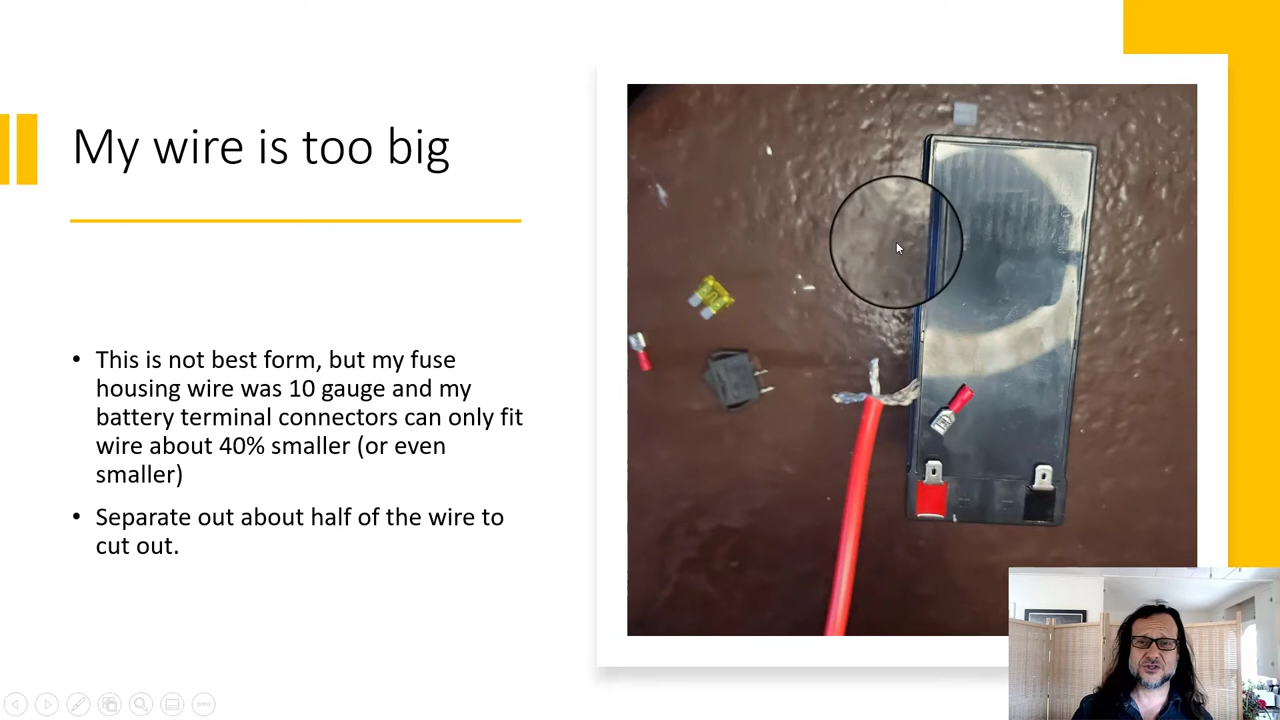 My wire is too big
• This is not best form, but my fuse
housing wire was 10 gauge and my
battery terminal connectors can only fit
wire about 40% smaller (or even
smaller)
• Separate out about half of the wire to
cut out.